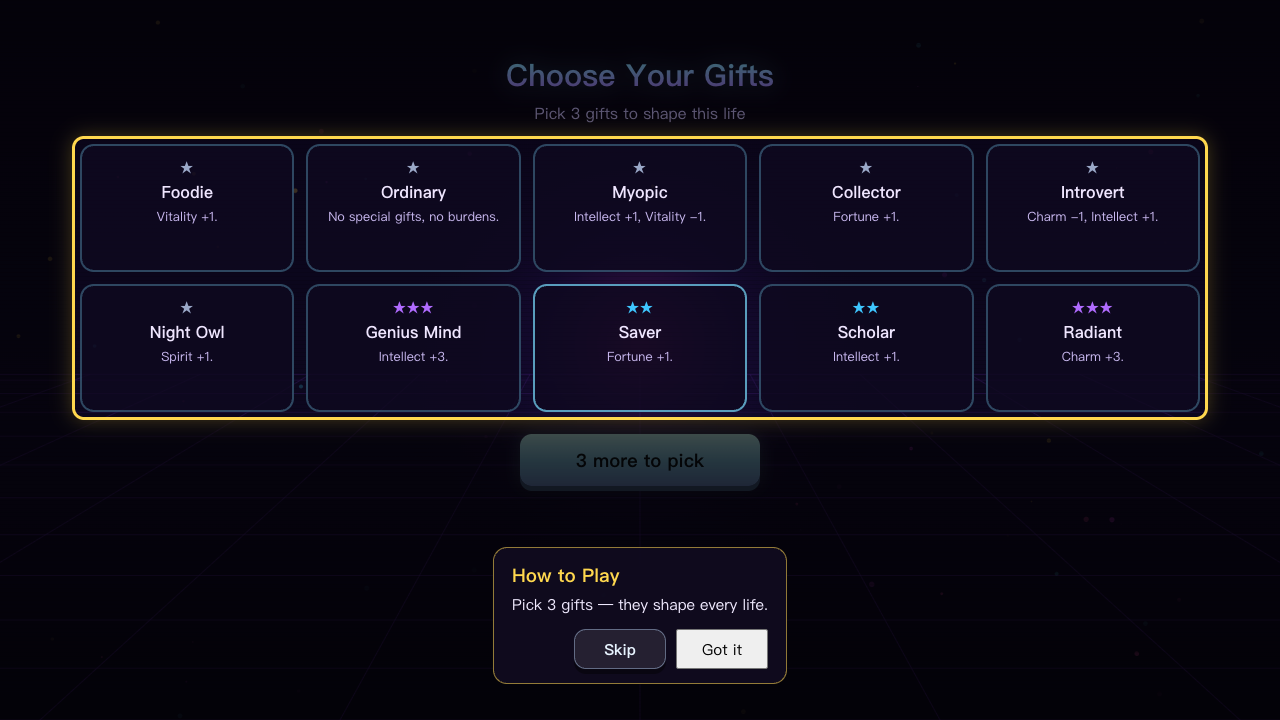 Choose Your Gifts
Pick 3 gifts to shape this life
★
Foodie
Vitality +1.
★
Ordinary
No special gifts, no burdens.
★
Myopic
Intellect +1, Vitality −1.
★
Collector
Fortune +1.
★
Introvert
Charm −1, Intellect +1.
★
Night Owl
Spirit +1.
★★★
Genius Mind
Intellect +3.
★★
Saver
Fortune +1.
★★
Scholar
Intellect +1.
★★★
Radiant
Charm +3.
3 more to pick
How to Play
Pick 3 gifts — they shape every life.
Skip
Got it